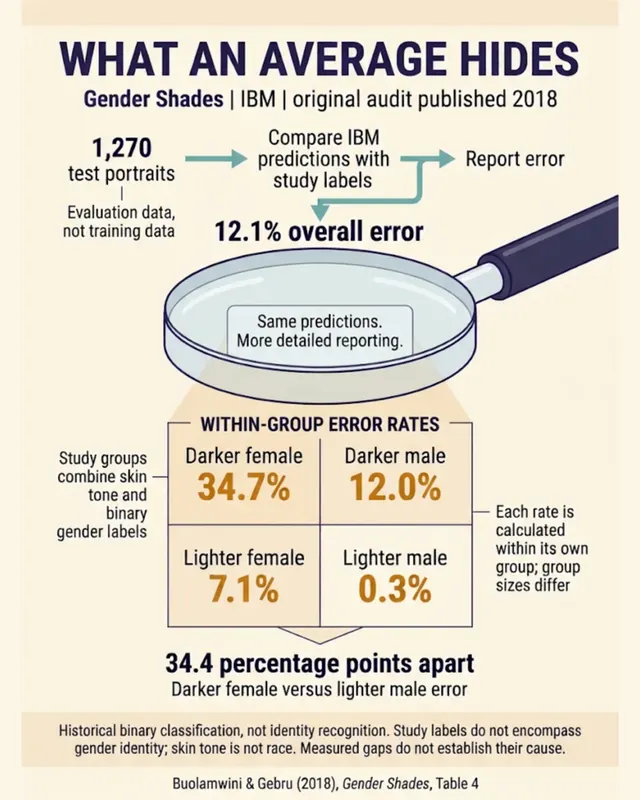 WHAT AN AVERAGE HIDES
Gender Shades | IBM | original audit published 2018
1,270
test portraits
Evaluation data,
not training data
Compare IBM
predictions with
study labels
Report error
12.1% overall error
Same predictions.
More detailed reporting.
WITHIN-GROUP ERROR RATES
Study groups
combine skin
tone and
binary
gender labels
Darker female
34.7%
Darker male
12.0%
Lighter female
7.1%
Lighter male
0.3%
Each rate is
calculated
within its own
group; group
sizes differ
34.4 percentage points apart
Darker female versus lighter male error
Historical binary classification, not identity recognition. Study labels do not encompass
gender identity; skin tone is not race. Measured gaps do not establish their cause.
Buolamwini & Gebru (2018), Gender Shades, Table 4